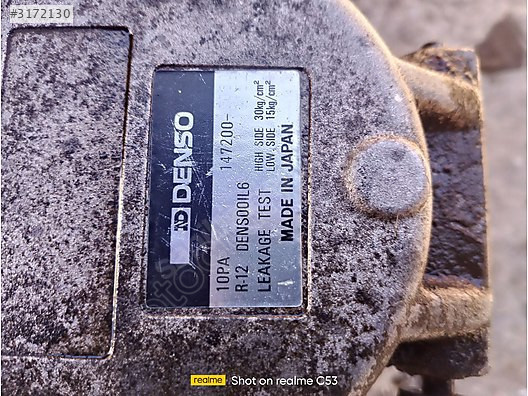 #3172130
DENSO
10PA 147200-
R-12 DENSOOIL6
LEAKAGE TEST HIGH SIDE 30kg/cm²
LOW SIDE 15kg/cm²
MADE IN JAPAN
realme Shot on realme C53